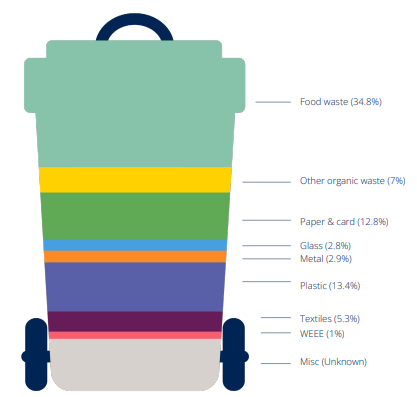 Food waste (34.8%)
Other organic waste (7%)
Paper & card (12.8%)
Glass (2.8%)
Metal (2.9%)
Plastic (13.4%)
Textiles (5.3%)
WEEE (1%)
Misc (Unknown)